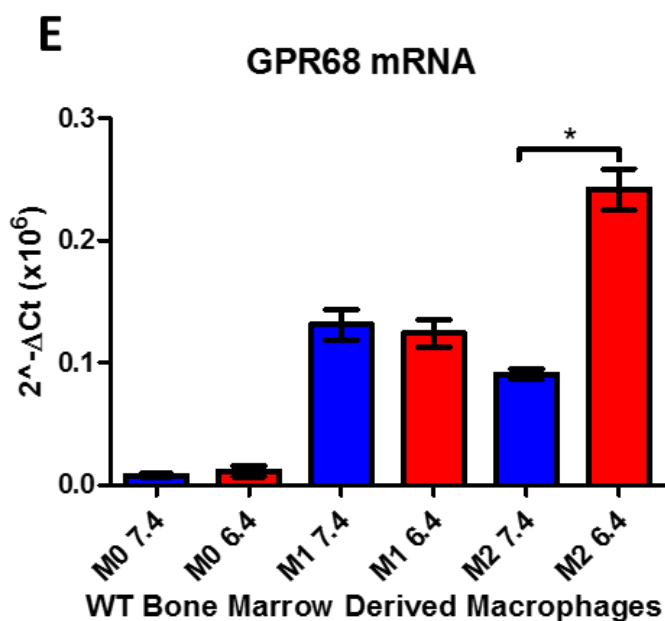 E
GPR68 mRNA
2^-ΔCt (x10⁶)
0.3
0.2
0.1
0.0
*
M0 7.4
M0 6.4
M1 7.4
M1 6.4
M2 7.4
M2 6.4
WT Bone Marrow Derived Macrophages